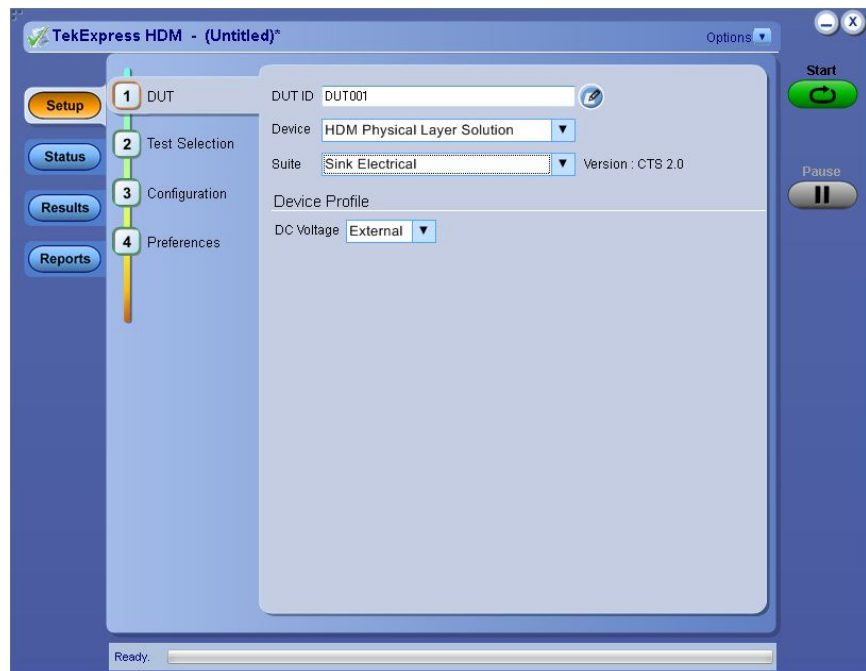 TekExpress HDM - (Untitled)*
Options
Start
Pause
Setup
Status
Results
Reports
1 DUT
2 Test Selection
3 Configuration
4 Preferences
DUT ID DUT001
Device HDM Physical Layer Solution
Suite Sink Electrical Version : CTS 2.0
Device Profile
DC Voltage External
Ready.